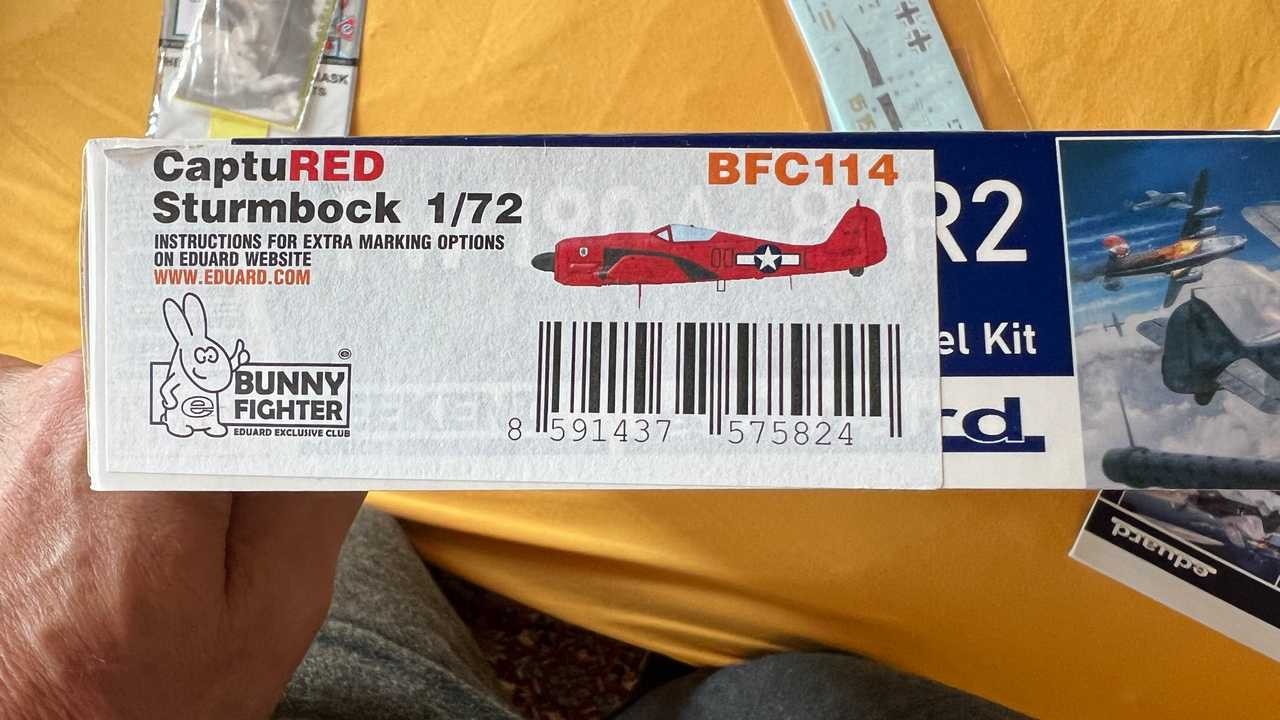 MASK
CaptuRED
BFC114
Sturmbock 1/72
INSTRUCTIONS FOR EXTRA MARKING OPTIONS
ON EDUARD WEBSITE
WWW.EDUARD.COM
R2
el Kit
rd
®
BUNNY
FIGHTER
e
EDUARD EXCLUSIVE CLUB
8 591437 575824
eduard